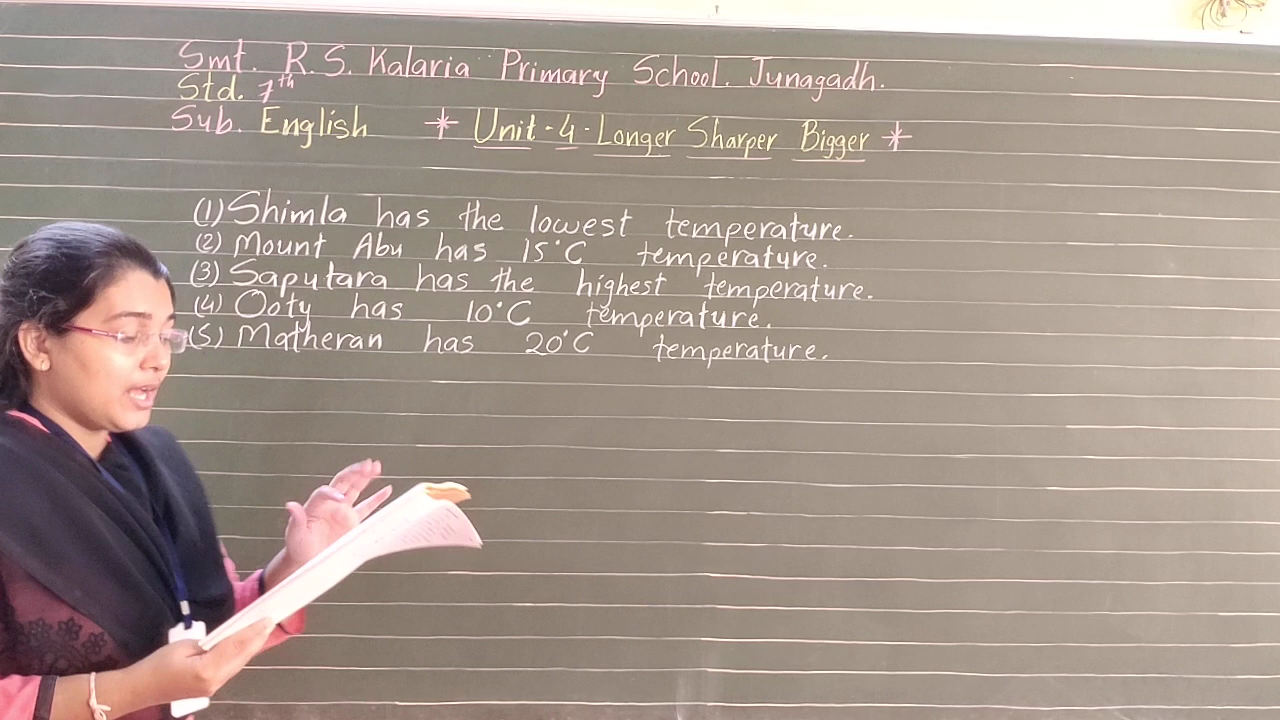 Smt. R.S. Kalaria Primary School. Junagadh.
Std. 7th
Sub. English * Unit-4. Longer Sharper Bigger *
(1) Shimla has the lowest temperature.
(2) Mount Abu has 15°C temperature.
(3) Saputara has the highest temperature.
(4) Ooty has 10°C temperature.
(5) Matheran has 20°C temperature.